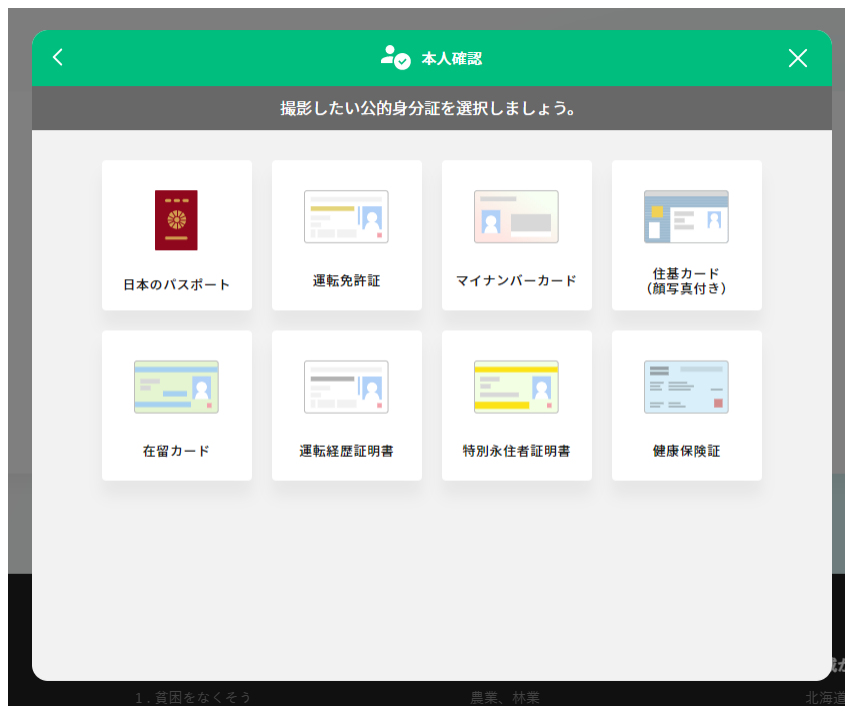 本人確認
撮影したい公的身分証を選択しましょう。
日本のパスポート
運転免許証
マイナンバーカード
住基カード
（顔写真付き）
在留カード
運転経歴証明書
特別永住者証明書
健康保険証
1.貧困をなくそう
農業、林業
北海道